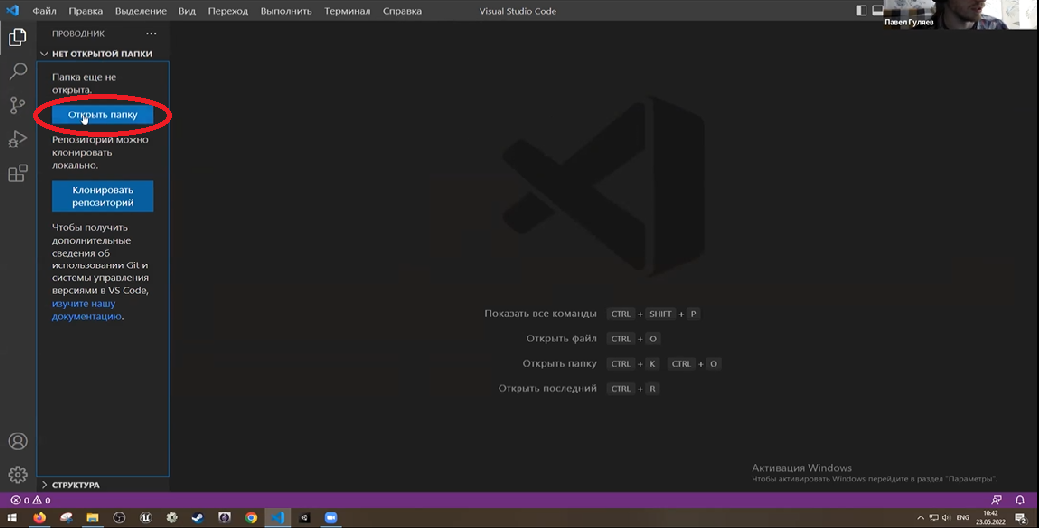 Файл Правка Выделение Вид Переход Выполнить Терминал Справка Visual Studio Code
Павел Гуляев
ПРОВОДНИК ...
НЕТ ОТКРЫТОЙ ПАПКИ
Папка еще не
открыта.
Открыть папку
Репозиторий можно
клонировать
локально.
Клонировать
репозиторий
Чтобы получить
дополнительные
сведения об
использовании Git и
системы управления
версиями в VS Code,
изучите нашу
документацию.
Показать все команды CTRL + SHIFT + P
Открыть файл CTRL + O
Открыть папку CTRL + K CTRL + O
Открыть последний CTRL + R
Активация Windows
Чтобы активировать Windows, перейдите в раздел "Параметры".
СТРУКТУРА
0 0
ENG
16:42
23.05.2022